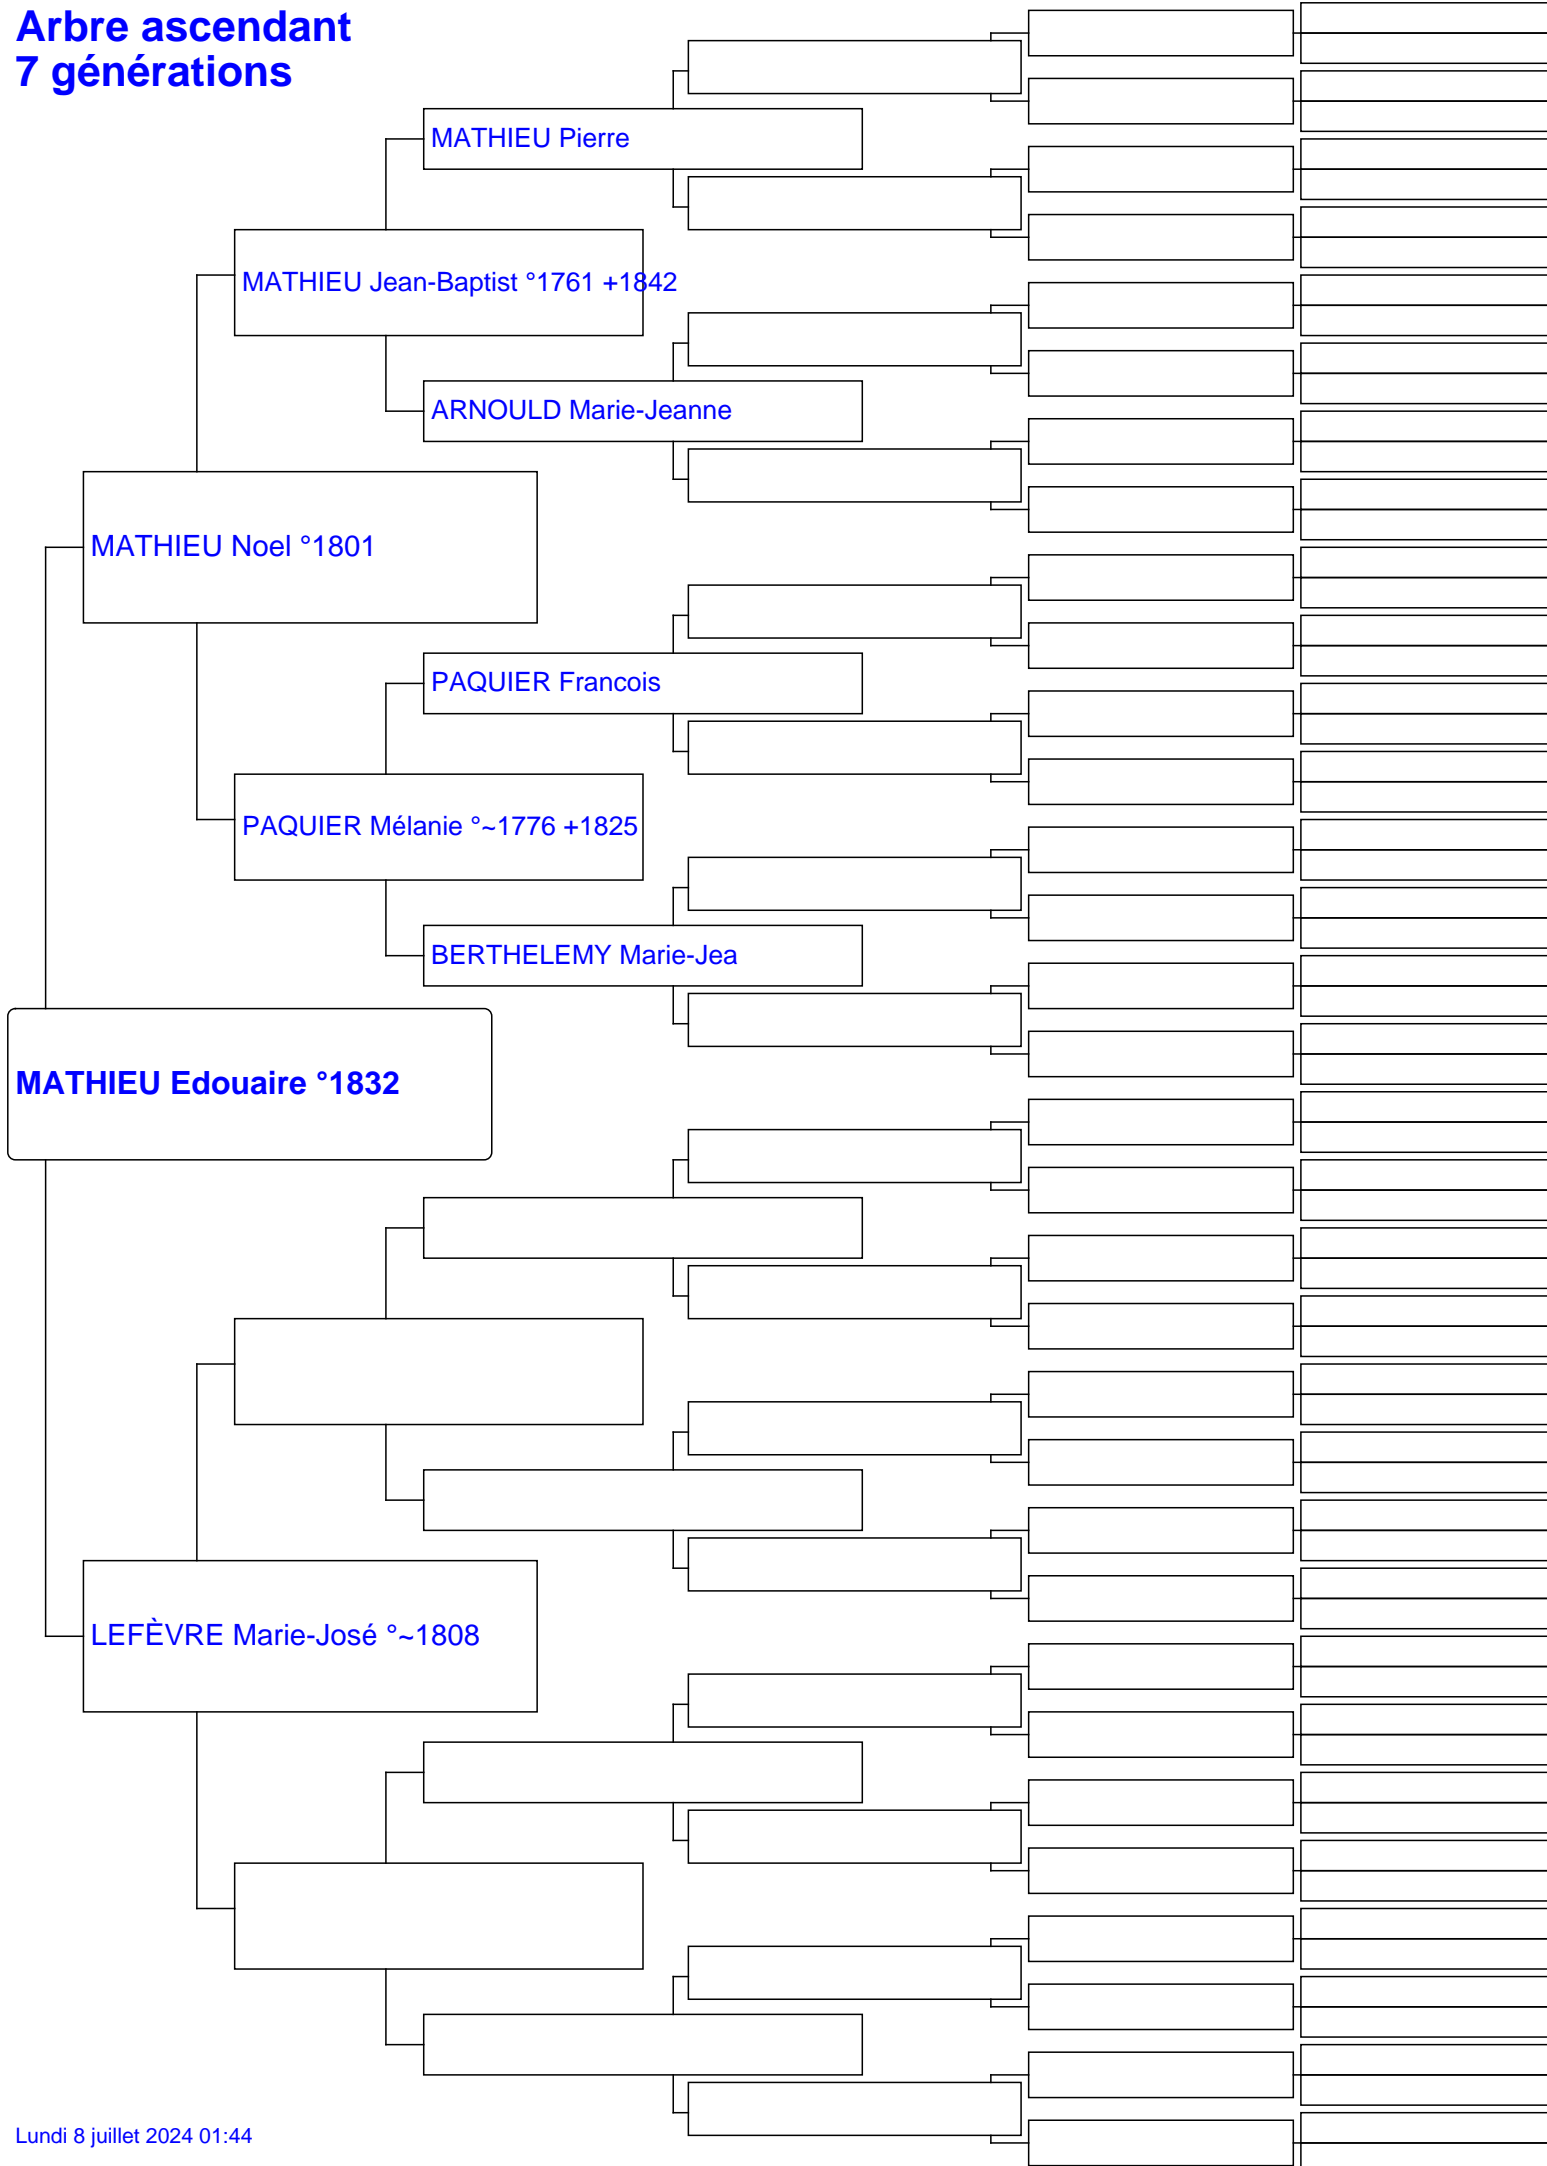 Arbre ascendant
7 générations
MATHIEU Pierre
MATHIEU Jean-Baptist °1761 +1842
ARNOULD Marie-Jeanne
MATHIEU Noel °1801
PAQUIER Francois
PAQUIER Mélanie °~1776 +1825
BERTHELEMY Marie-Jea
MATHIEU Edouaire °1832
LEFÈVRE Marie-José °~1808
Lundi 8 juillet 2024 01:44